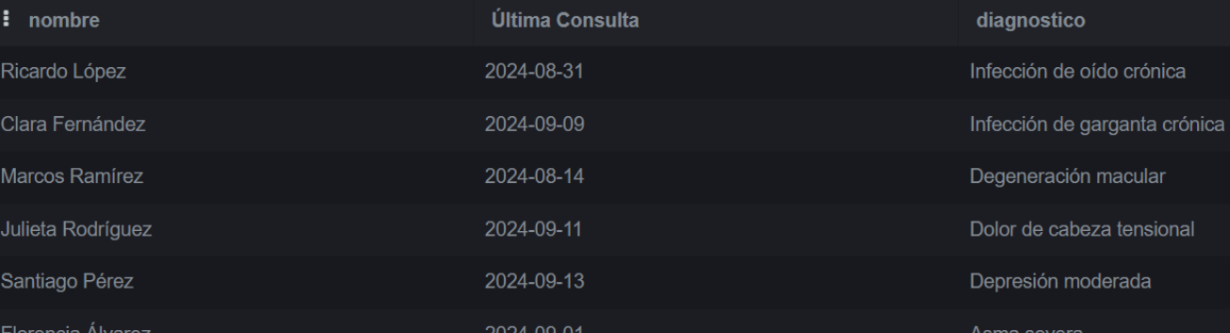 nombre Última Consulta diagnostico
Ricardo López 2024-08-31 Infección de oído crónica
Clara Fernández 2024-09-09 Infección de garganta crónica
Marcos Ramírez 2024-08-14 Degeneración macular
Julieta Rodríguez 2024-09-11 Dolor de cabeza tensional
Santiago Pérez 2024-09-13 Depresión moderada
Florencia Álvarez 2024-09-01 Asma severa